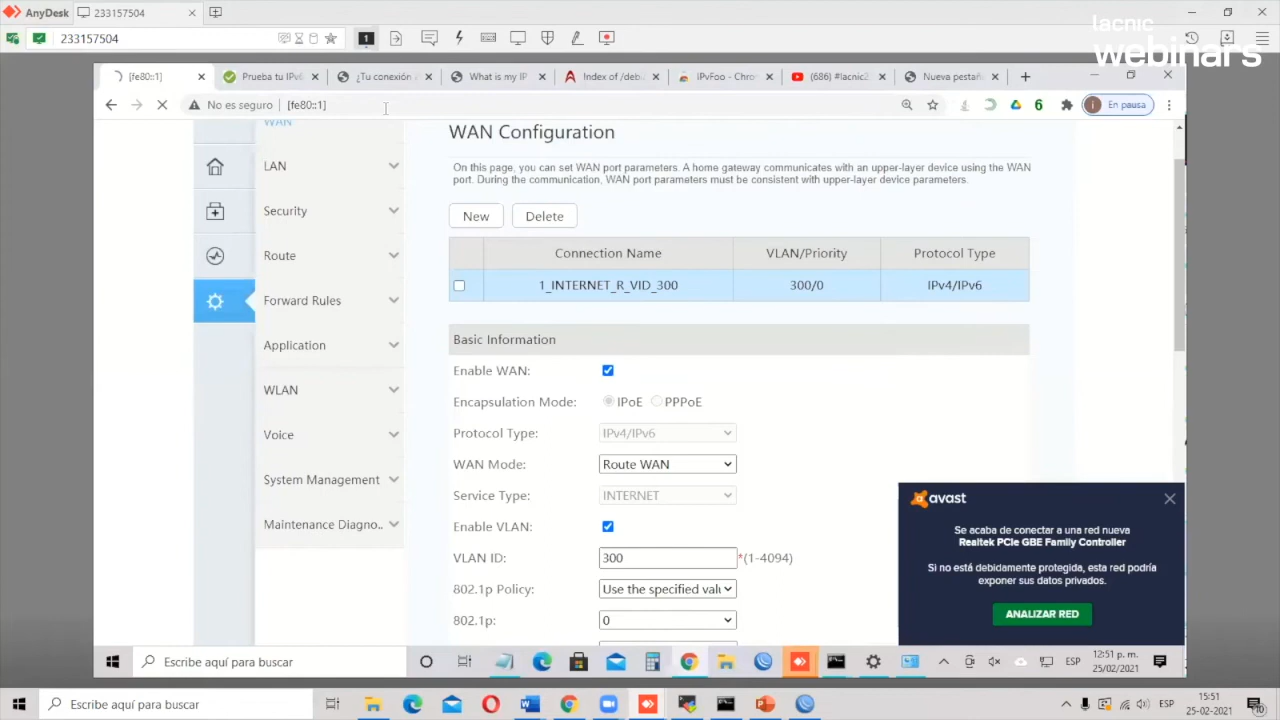 AnyDesk
233157504
lacnic
webinars
233157504
1
[fe80::1]
Prueba tu IPv6
¿Tu conexión
What is my IP
Index of /deb
IPvFoo - Chro
(686) #lacnic2
Nueva pestañ
No es seguro
[fe80::1]
6
i
En pausa
WAN
LAN
Security
Route
Forward Rules
Application
WLAN
Voice
System Management
Maintenance Diagno..
WAN Configuration
On this page, you can set WAN port parameters. A home gateway communicates with an upper-layer device using the WAN
port. During the communication, WAN port parameters must be consistent with upper-layer device parameters.
New
Delete
Connection Name
VLAN/Priority
Protocol Type
1_INTERNET_R_VID_300
300/0
IPv4/IPv6
Basic Information
Enable WAN:
Encapsulation Mode:
IPoE
PPPoE
Protocol Type:
IPv4/IPv6
WAN Mode:
Route WAN
Service Type:
INTERNET
Enable VLAN:
VLAN ID:
300
*(1-4094)
802.1p Policy:
Use the specified valu
802.1p:
0
avast
Se acaba de conectar a una red nueva
Realtek PCIe GBE Family Controller
Si no está debidamente protegida, esta red podría
exponer sus datos privados.
ANALIZAR RED
Escribe aquí para buscar
ESP
12:51 p. m.
25/02/2021
Escribe aquí para buscar
ESP
15:51
25-02-2021